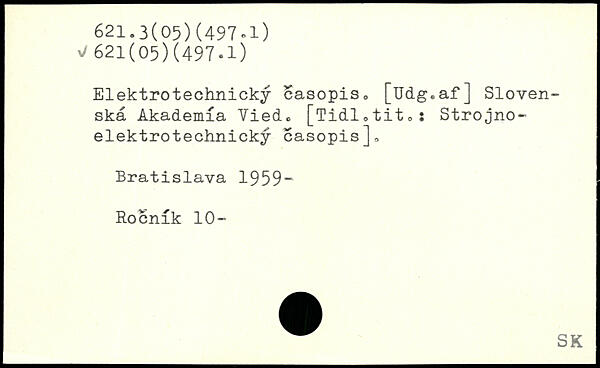 621.3(05)(497.1)
✓ 621(05)(497.1)
Elektrotechnický časopis. [Udg.af] Sloven-
ská Akademía Vied. [Tidl.tit.: Strojno-
elektrotechnický časopis].
Bratislava 1959-
Ročník 10-
SK